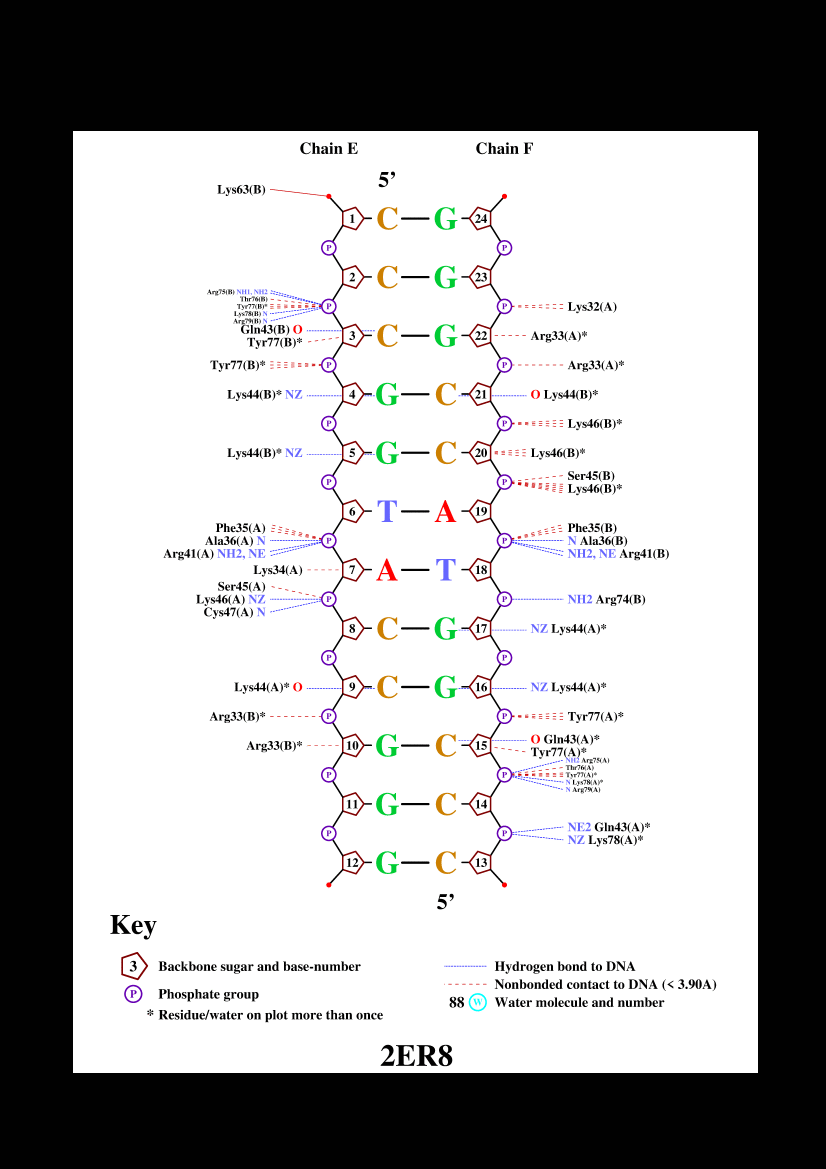 Chain E Chain F
5’
Lys63(B)
1 C G 24
P P
2 C G 23
Arg75(B) NH1, NH2
Thr76(B)
Tyr77(B)* P P Lys32(A)
Lys78(B) N
Arg79(B) N
Gln43(B) O 3 C G 22 Arg33(A)*
Tyr77(B)*
Tyr77(B)* P P Arg33(A)*
Lys44(B)* NZ 4 G C 21 O Lys44(B)*
P P Lys46(B)*
Lys44(B)* NZ 5 G C 20 Lys46(B)*
P P Ser45(B)
Lys46(B)*
6 T A 19
Phe35(A) Phe35(B)
Ala36(A) N P P N Ala36(B)
Arg41(A) NH2, NE NH2, NE Arg41(B)
Lys34(A) 7 A T 18
Ser45(A)
Lys46(A) NZ P P NH2 Arg74(B)
Cys47(A) N
8 C G 17 NZ Lys44(A)*
P P
Lys44(A)* O 9 C G 16 NZ Lys44(A)*
Arg33(B)* P P Tyr77(A)*
O Gln43(A)*
Arg33(B)* 10 G C 15 Tyr77(A)*
NH2 Arg75(A)
Thr76(A)
P P Tyr77(A)*
N Lys78(A)*
N Arg79(A)
11 G C 14
P P NE2 Gln43(A)*
NZ Lys78(A)*
12 G C 13
5’
Key
3 Backbone sugar and base-number Hydrogen bond to DNA
Nonbonded contact to DNA (< 3.90A)
P Phosphate group 88 W Water molecule and number
* Residue/water on plot more than once
2ER8